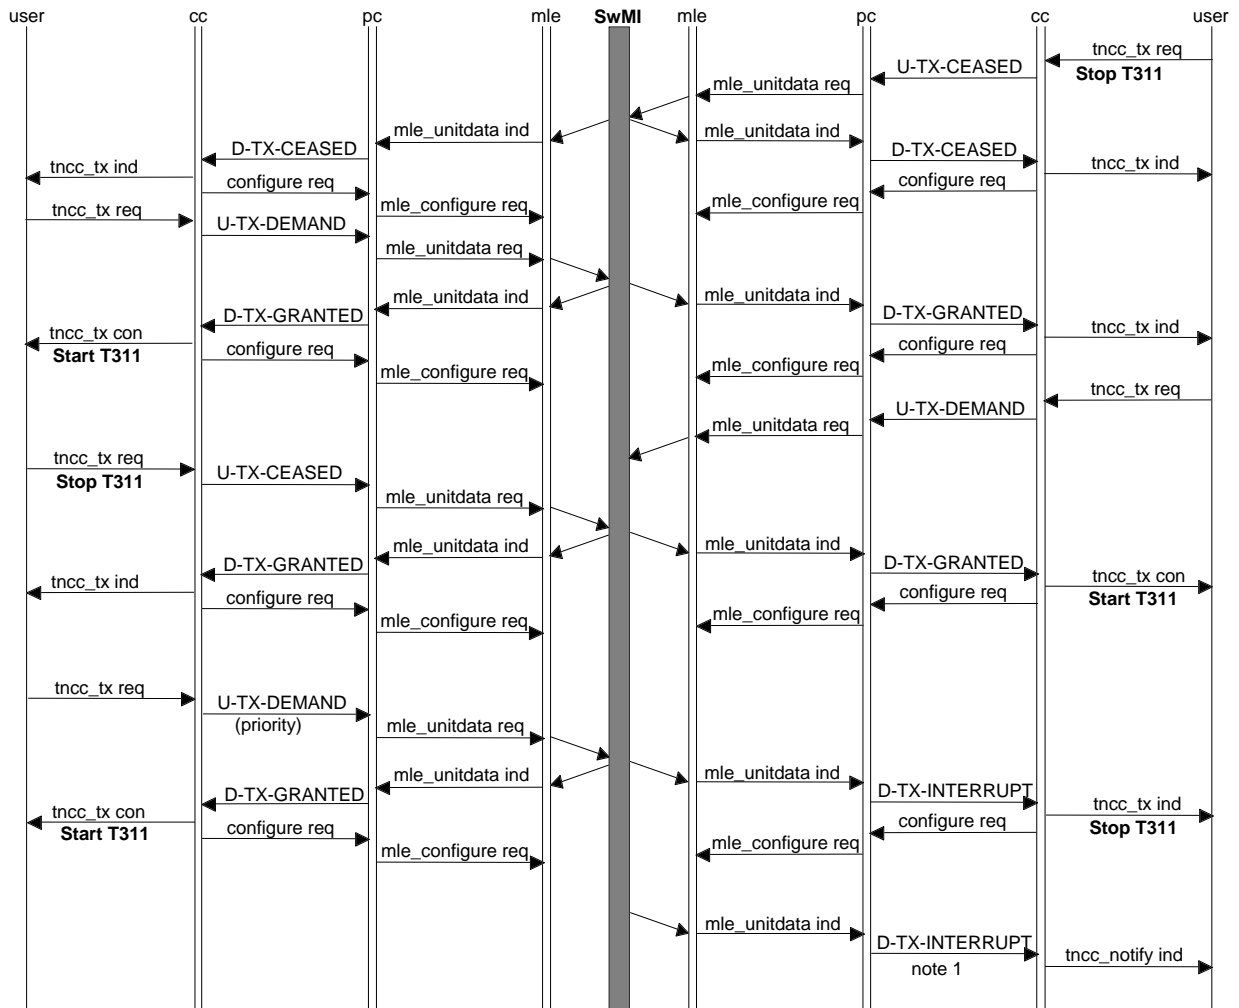 user cc pc mle SwMI mle pc cc user
tncc_tx req
Stop T311
U-TX-CEASED
mle_unitdata req
mle_unitdata ind
mle_unitdata ind
D-TX-CEASED
D-TX-CEASED
tncc_tx ind
tncc_tx ind
configure req
configure req
tncc_tx req
mle_configure req
mle_configure req
U-TX-DEMAND
mle_unitdata req
mle_unitdata ind
mle_unitdata ind
D-TX-GRANTED
D-TX-GRANTED
tncc_tx con
Start T311
tncc_tx ind
configure req
configure req
mle_configure req
mle_configure req
tncc_tx req
U-TX-DEMAND
mle_unitdata req
tncc_tx req
Stop T311
U-TX-CEASED
mle_unitdata req
mle_unitdata ind
mle_unitdata ind
D-TX-GRANTED
D-TX-GRANTED
tncc_tx ind
tncc_tx con
Start T311
configure req
configure req
mle_configure req
mle_configure req
tncc_tx req
U-TX-DEMAND
(priority)
mle_unitdata req
mle_unitdata ind
mle_unitdata ind
D-TX-GRANTED
D-TX-INTERRUPT
tncc_tx con
Start T311
tncc_tx ind
Stop T311
configure req
configure req
mle_configure req
mle_configure req
mle_unitdata ind
D-TX-INTERRUPT
note 1
tncc_notify ind